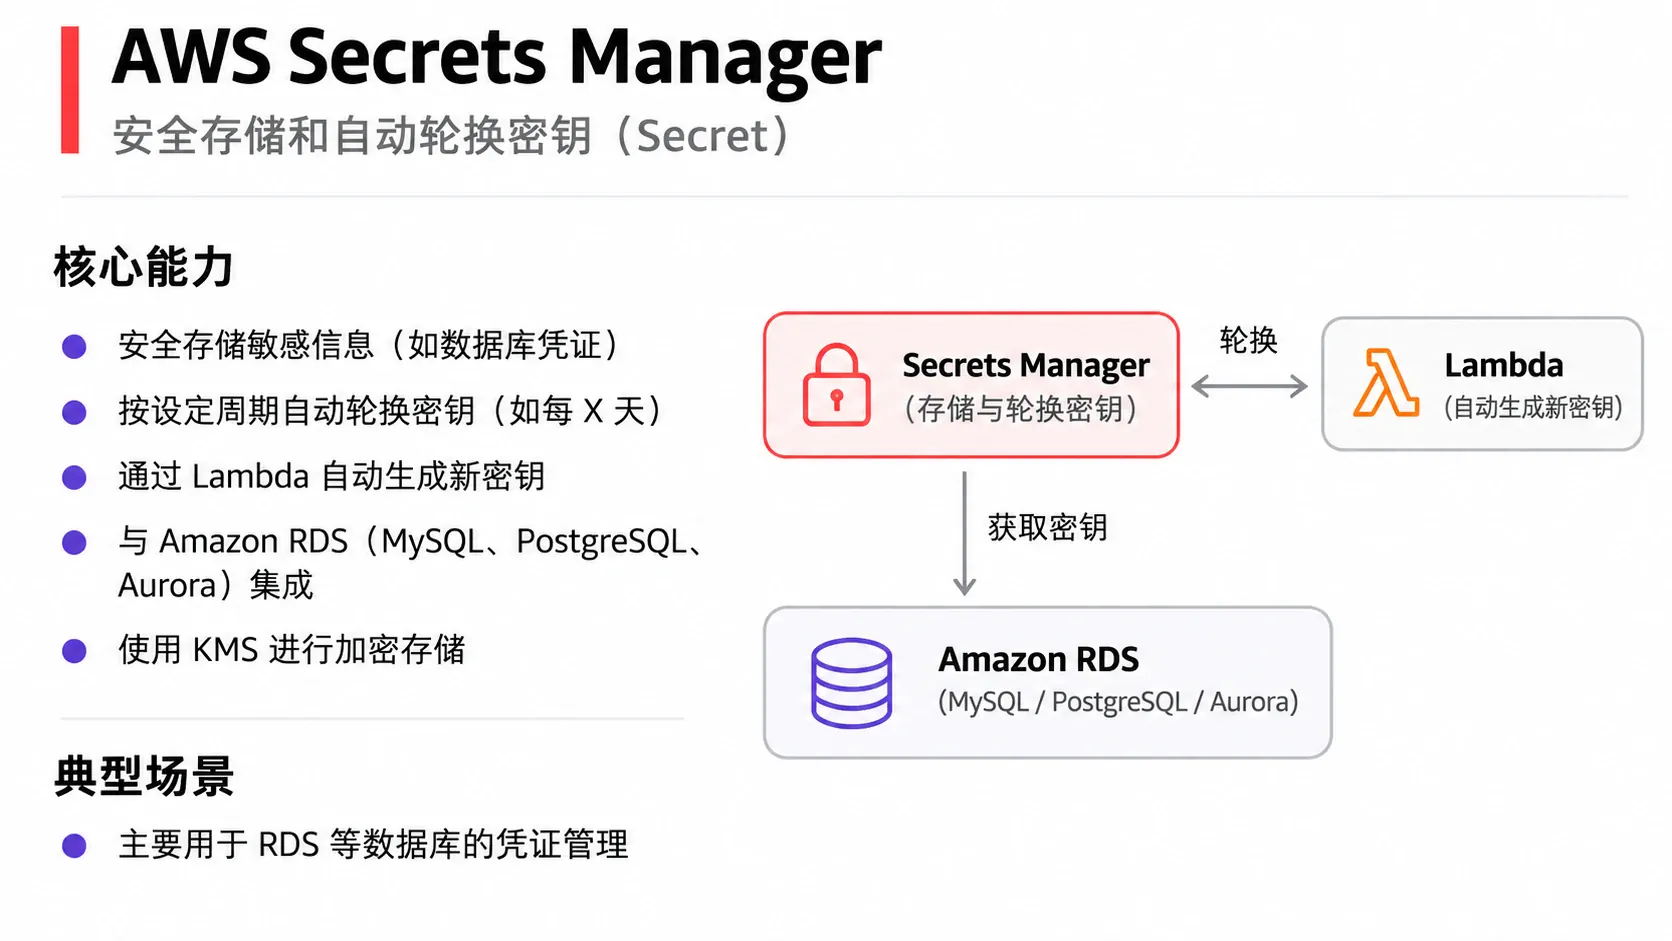 AWS Secrets Manager
安全存储和自动轮换密钥（Secret）
核心能力
安全存储敏感信息（如数据库凭证）
按设定周期自动轮换密钥（如每 X 天）
通过 Lambda 自动生成新密钥
与 Amazon RDS（MySQL、PostgreSQL、
Aurora）集成
使用 KMS 进行加密存储
典型场景
主要用于 RDS 等数据库的凭证管理
Secrets Manager
（存储与轮换密钥）
轮换
Lambda
(自动生成新密钥)
获取密钥
Amazon RDS
(MySQL / PostgreSQL / Aurora)